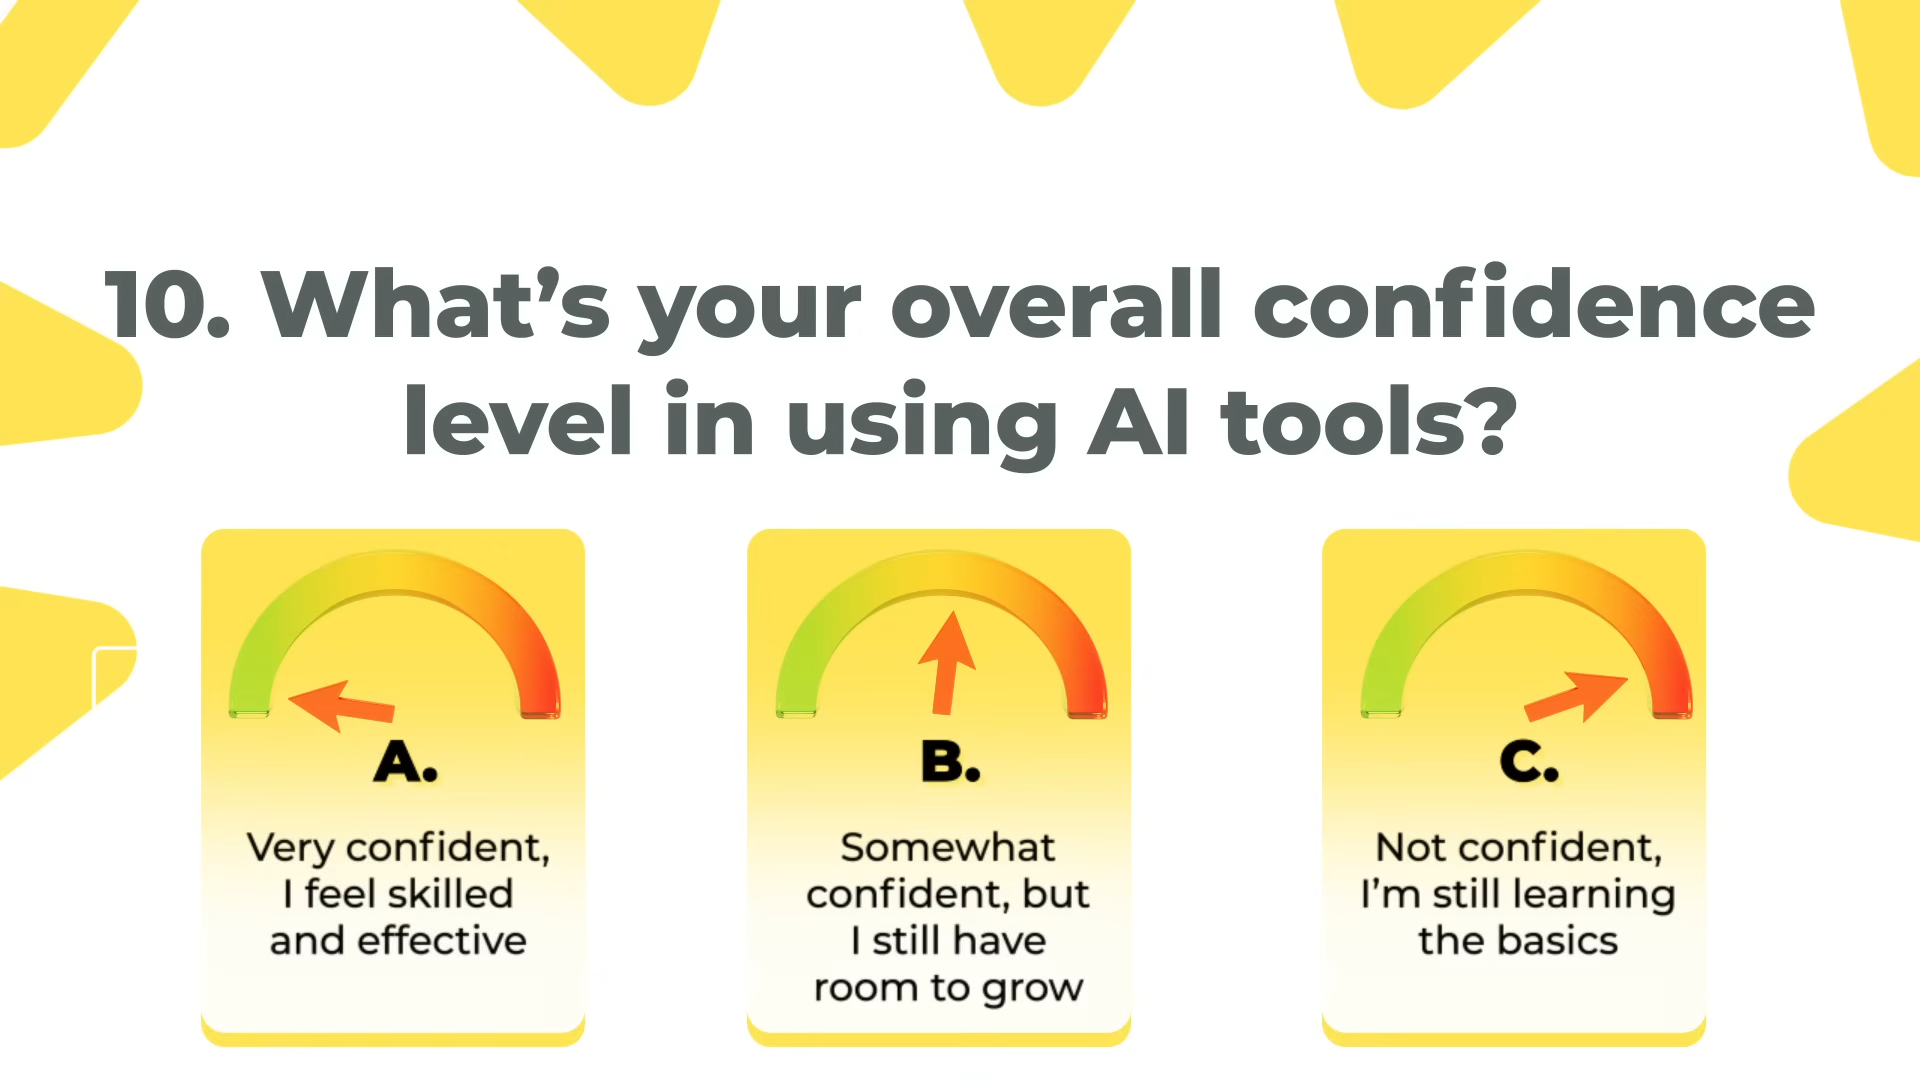 10. What’s your overall confidence
level in using AI tools?
A.
Very confident,
I feel skilled
and effective
B.
Somewhat
confident, but
I still have
room to grow
C.
Not confident,
I’m still learning
the basics